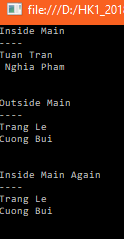 file:///D:/HK1_201
Inside Main
----
Tuan Tran
 Nghia Pham
Outside Main
----
Trang Le
Cuong Bui
Inside Main Again
----
Trang Le
Cuong Bui